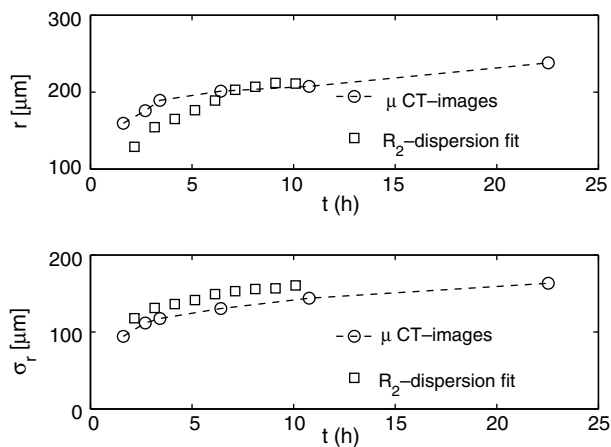 300
200
100
r [μm]
0
5
10
15
20
25
t (h)
μ CT–images
R₂–dispersion fit
200
100
0
σᵣ [μm]
0
5
10
15
20
25
t (h)
μ CT–images
R₂–dispersion fit